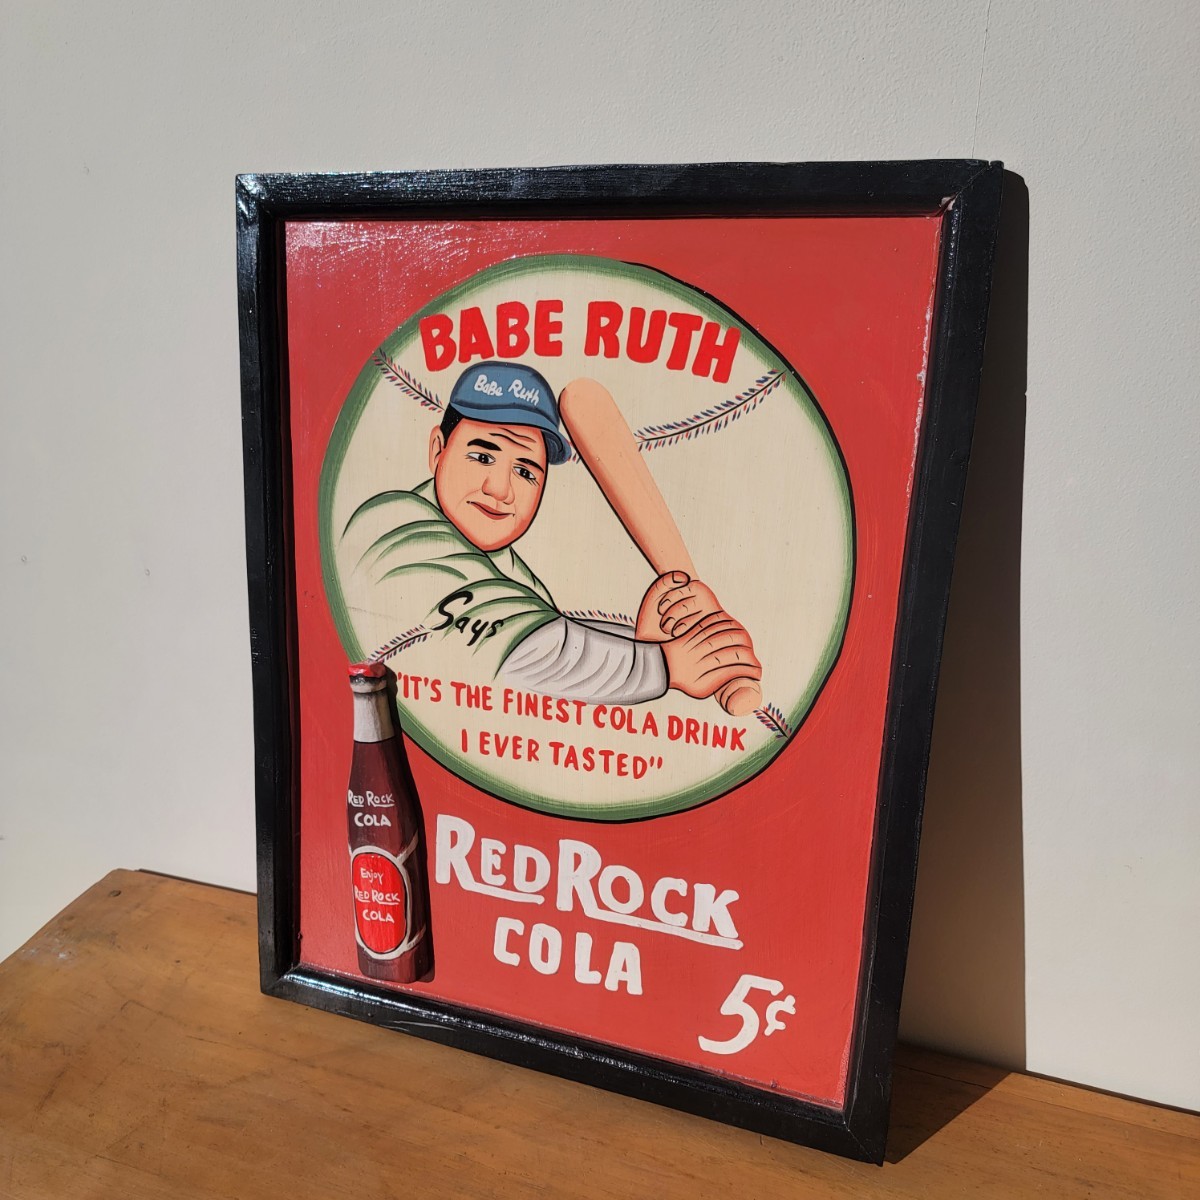 BABE RUTH
Babe Ruth
Says
"IT'S THE FINEST COLA DRINK
I EVER TASTED"
RED ROCK
COLA
Enjoy
RED ROCK
COLA
RED ROCK
COLA
5¢